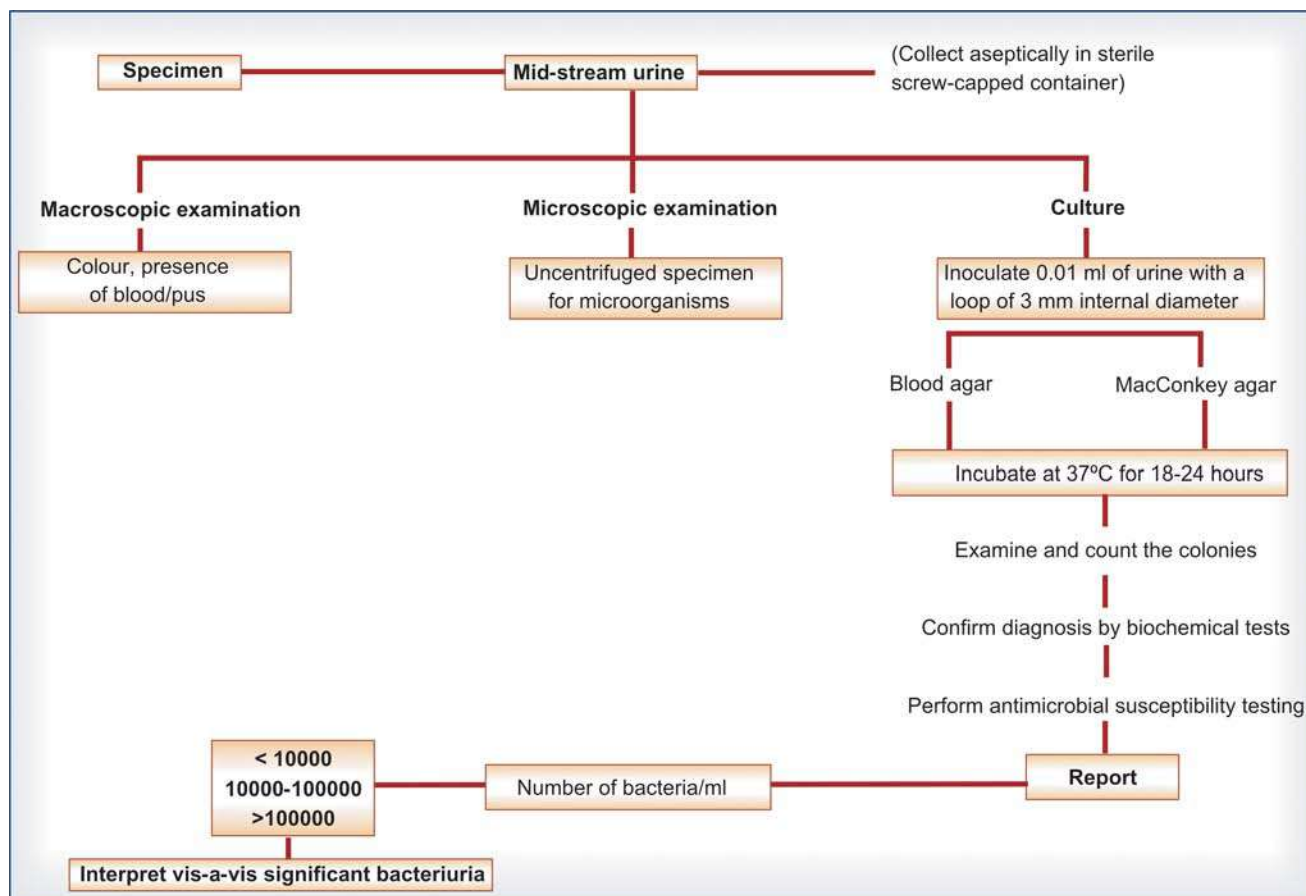 Specimen
Mid-stream urine
(Collect aseptically in sterile
screw-capped container)
Macroscopic examination
Microscopic examination
Culture
Colour, presence
of blood/pus
Uncentrifuged specimen
for microorganisms
Inoculate 0.01 ml of urine with a
loop of 3 mm internal diameter
Blood agar
MacConkey agar
Incubate at 37ºC for 18-24 hours
Examine and count the colonies
Confirm diagnosis by biochemical tests
Perform antimicrobial susceptibility testing
Report
Number of bacteria/ml
< 10000
10000-100000
>100000
Interpret vis-a-vis significant bacteriuria